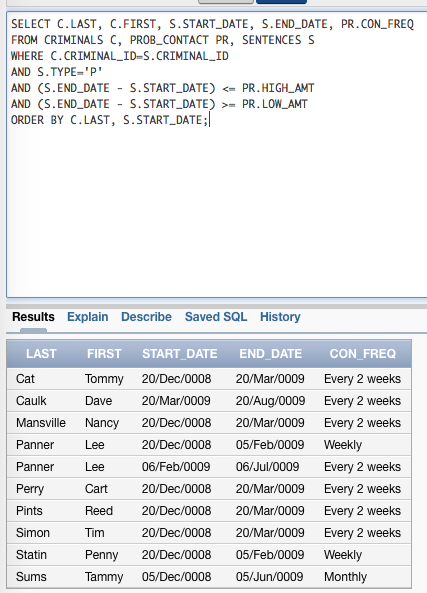 SELECT C.LAST, C.FIRST, S.START_DATE, S.END_DATE, PR.CON_FREQ
FROM CRIMINALS C, PROB_CONTACT PR, SENTENCES S
WHERE C.CRIMINAL_ID=S.CRIMINAL_ID
AND S.TYPE='P'
AND (S.END_DATE - S.START_DATE) <= PR.HIGH_AMT
AND (S.END_DATE - S.START_DATE) >= PR.LOW_AMT
ORDER BY C.LAST, S.START_DATE;
Results Explain Describe Saved SQL History
LAST FIRST START_DATE END_DATE CON_FREQ
Cat Tommy 20/Dec/0008 20/Mar/0009 Every 2 weeks
Caulk Dave 20/Mar/0009 20/Aug/0009 Every 2 weeks
Mansville Nancy 20/Dec/0008 20/Mar/0009 Every 2 weeks
Panner Lee 20/Dec/0008 05/Feb/0009 Weekly
Panner Lee 06/Feb/0009 06/Jul/0009 Every 2 weeks
Perry Cart 20/Dec/0008 20/Mar/0009 Every 2 weeks
Pints Reed 20/Dec/0008 20/Mar/0009 Every 2 weeks
Simon Tim 20/Dec/0008 20/Mar/0009 Every 2 weeks
Statin Penny 20/Dec/0008 05/Feb/0009 Weekly
Sums Tammy 05/Dec/0008 05/Jun/0009 Monthly